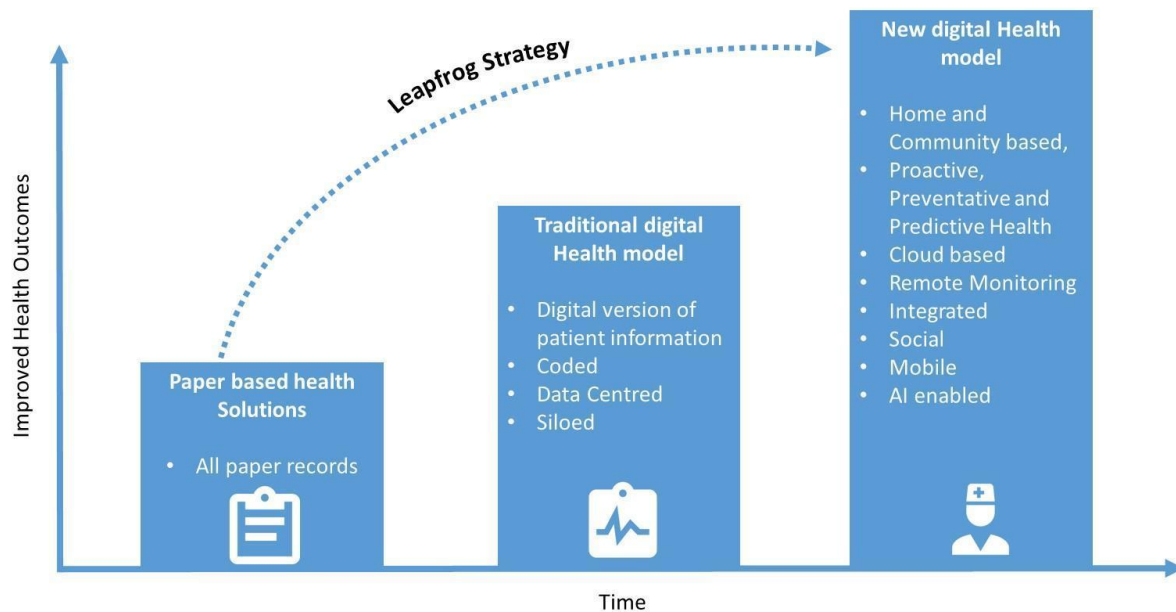 Improved Health Outcomes
Leapfrog Strategy
Paper based health
Solutions
• All paper records
Traditional digital
Health model
• Digital version of
patient information
• Coded
• Data Centred
• Siloed
New digital Health
model
• Home and
Community based,
• Proactive,
Preventative and
Predictive Health
• Cloud based
• Remote Monitoring
• Integrated
• Social
• Mobile
• AI enabled
Time